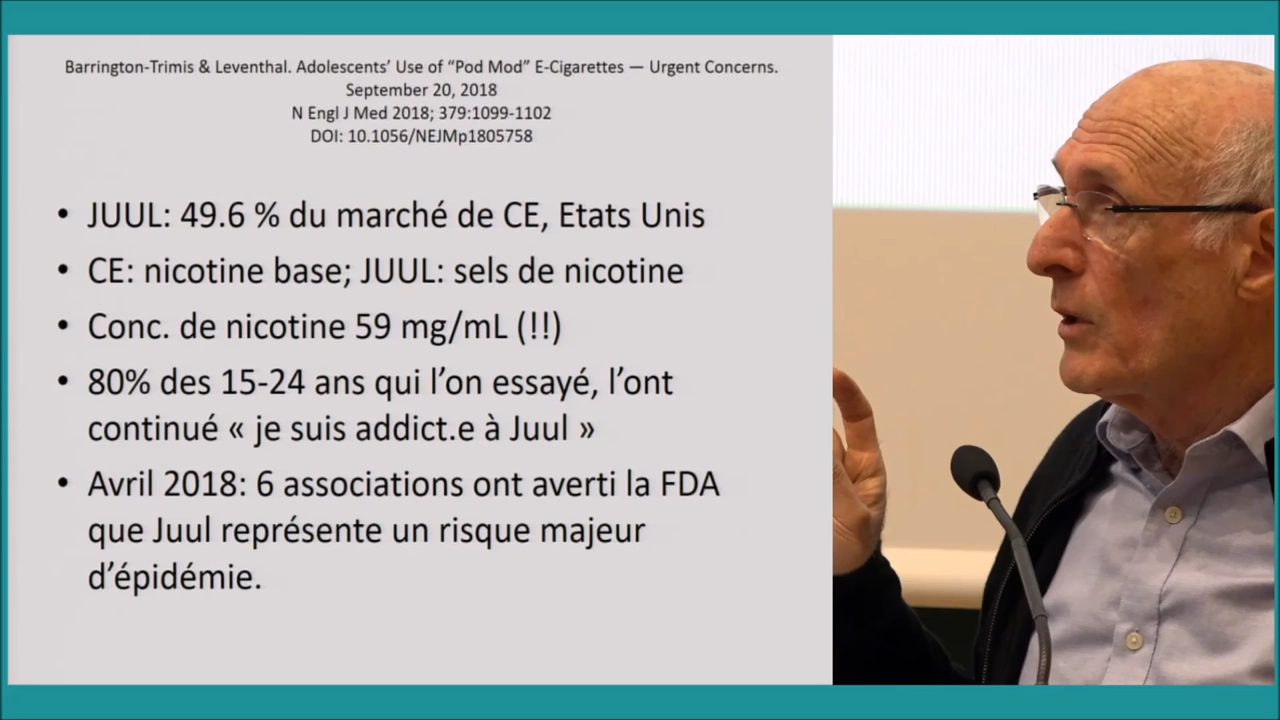 Barrington-Trimis & Leventhal. Adolescents' Use of "Pod Mod" E-Cigarettes — Urgent Concerns.
September 20, 2018
N Engl J Med 2018; 379:1099-1102
DOI: 10.1056/NEJMp1805758
• JUUL: 49.6 % du marché de CE, Etats Unis
• CE: nicotine base; JUUL: sels de nicotine
• Conc. de nicotine 59 mg/mL (!!)
• 80% des 15-24 ans qui l'on essayé, l'ont
continué « je suis addict.e à Juul »
• Avril 2018: 6 associations ont averti la FDA
que Juul représente un risque majeur
d'épidémie.